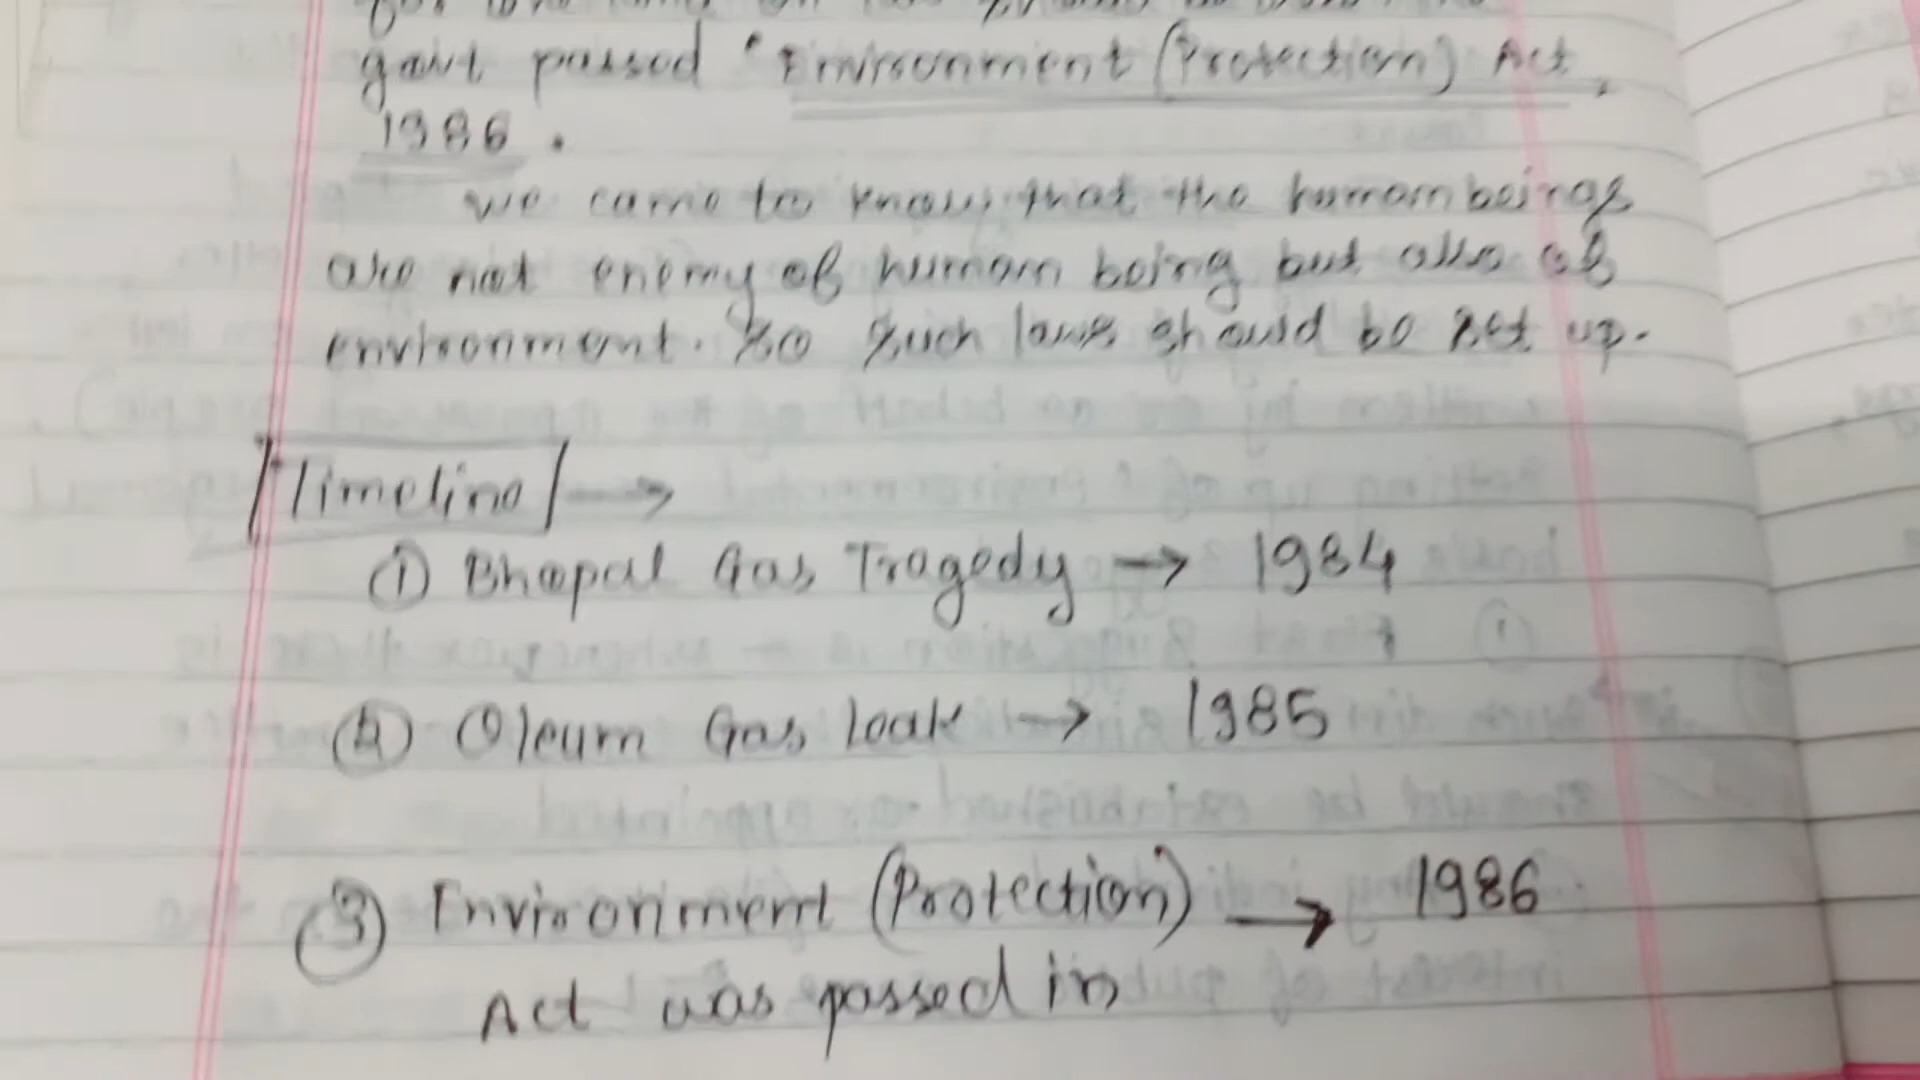 govt passed 'Environment (Protection) Act,
1986.
we came to know, that the human beings
are not enemy of human being but also of
environment. So such laws should be set up.
Timeline →
① Bhopal Gas Tragedy → 1984
② Oleum Gas Leak → 1985
③ Environment (Protection) → 1986
Act was passed in